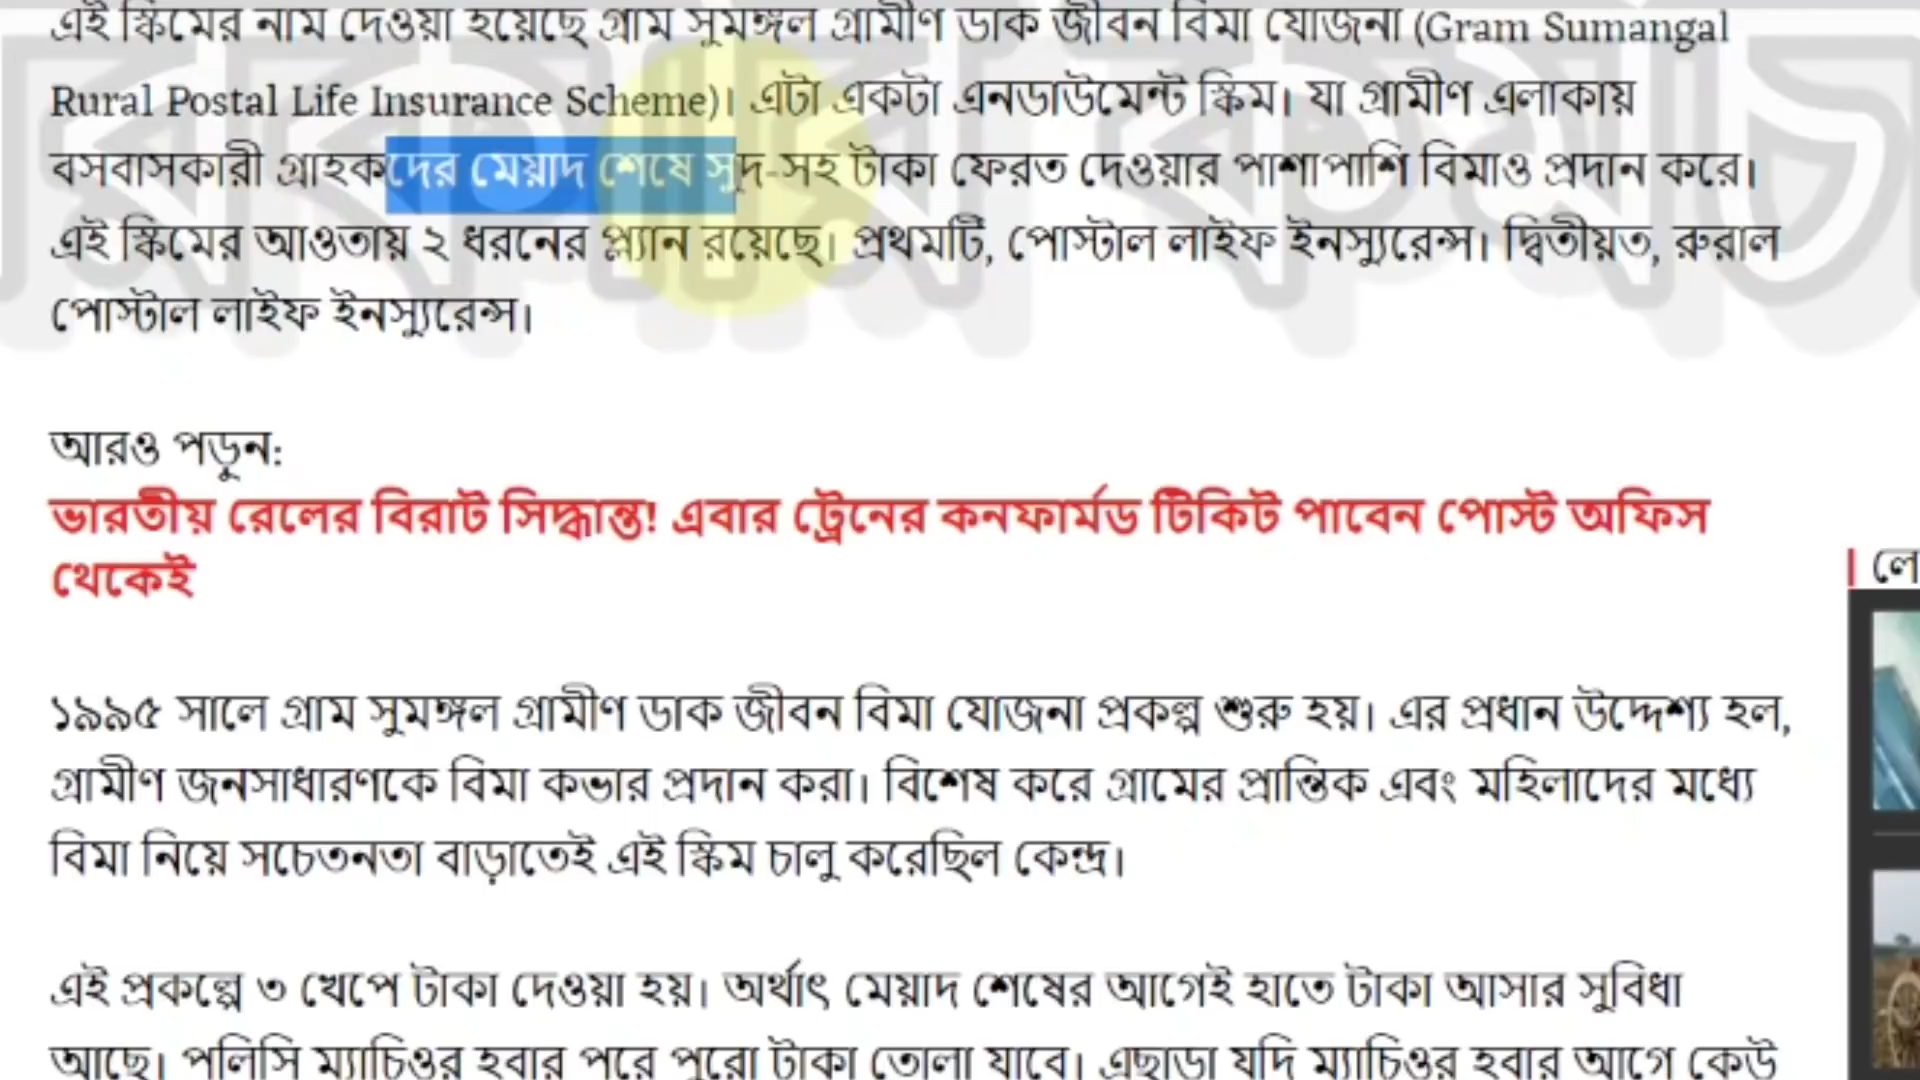 এই স্কিমের নাম দেওয়া হয়েছে গ্রাম সুমঙ্গল গ্রামীণ ডাক জীবন বিমা যোজনা (Gram Sumangal
Rural Postal Life Insurance Scheme)। এটা একটা এনডাউমেন্ট স্কিম। যা গ্রামীণ এলাকায়
বসবাসকারী গ্রাহকদের মেয়াদ শেষে সুদ-সহ টাকা ফেরত দেওয়ার পাশাপাশি বিমাও প্রদান করে।
এই স্কিমের আওতায় ২ ধরনের প্ল্যান রয়েছে। প্রথমটি, পোস্টাল লাইফ ইনস্যুরেন্স। দ্বিতীয়ত, রুরাল
পোস্টাল লাইফ ইনস্যুরেন্স।
আরও পড়ুন:
ভারতীয় রেলের বিরাট সিদ্ধান্ত! এবার ট্রেনের কনফার্মড টিকিট পাবেন পোস্ট অফিস
থেকেই
১৯৯৫ সালে গ্রাম সুমঙ্গল গ্রামীণ ডাক জীবন বিমা যোজনা প্রকল্প শুরু হয়। এর প্রধান উদ্দেশ্য হল,
গ্রামীণ জনসাধারণকে বিমা কভার প্রদান করা। বিশেষ করে গ্রামের প্রান্তিক এবং মহিলাদের মধ্যে
বিমা নিয়ে সচেতনতা বাড়াতেই এই স্কিম চালু করেছিল কেন্দ্র।
এই প্রকল্পে ৩ খেপে টাকা দেওয়া হয়। অর্থাৎ মেয়াদ শেষের আগেই হাতে টাকা আসার সুবিধা
আছে। পলিসি ম্যাচিওর হবার পরে পুরো টাকা তোলা যাবে। এছাড়া যদি ম্যাচিওর হবার আগে কেউ